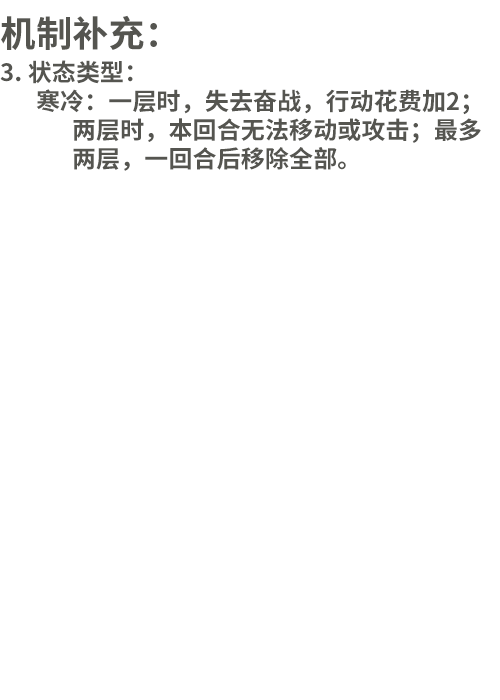 机制补充：
3. 状态类型：
寒冷：一层时，失去奋战，行动花费加2；
两层时，本回合无法移动或攻击；最多
两层，一回合后移除全部。